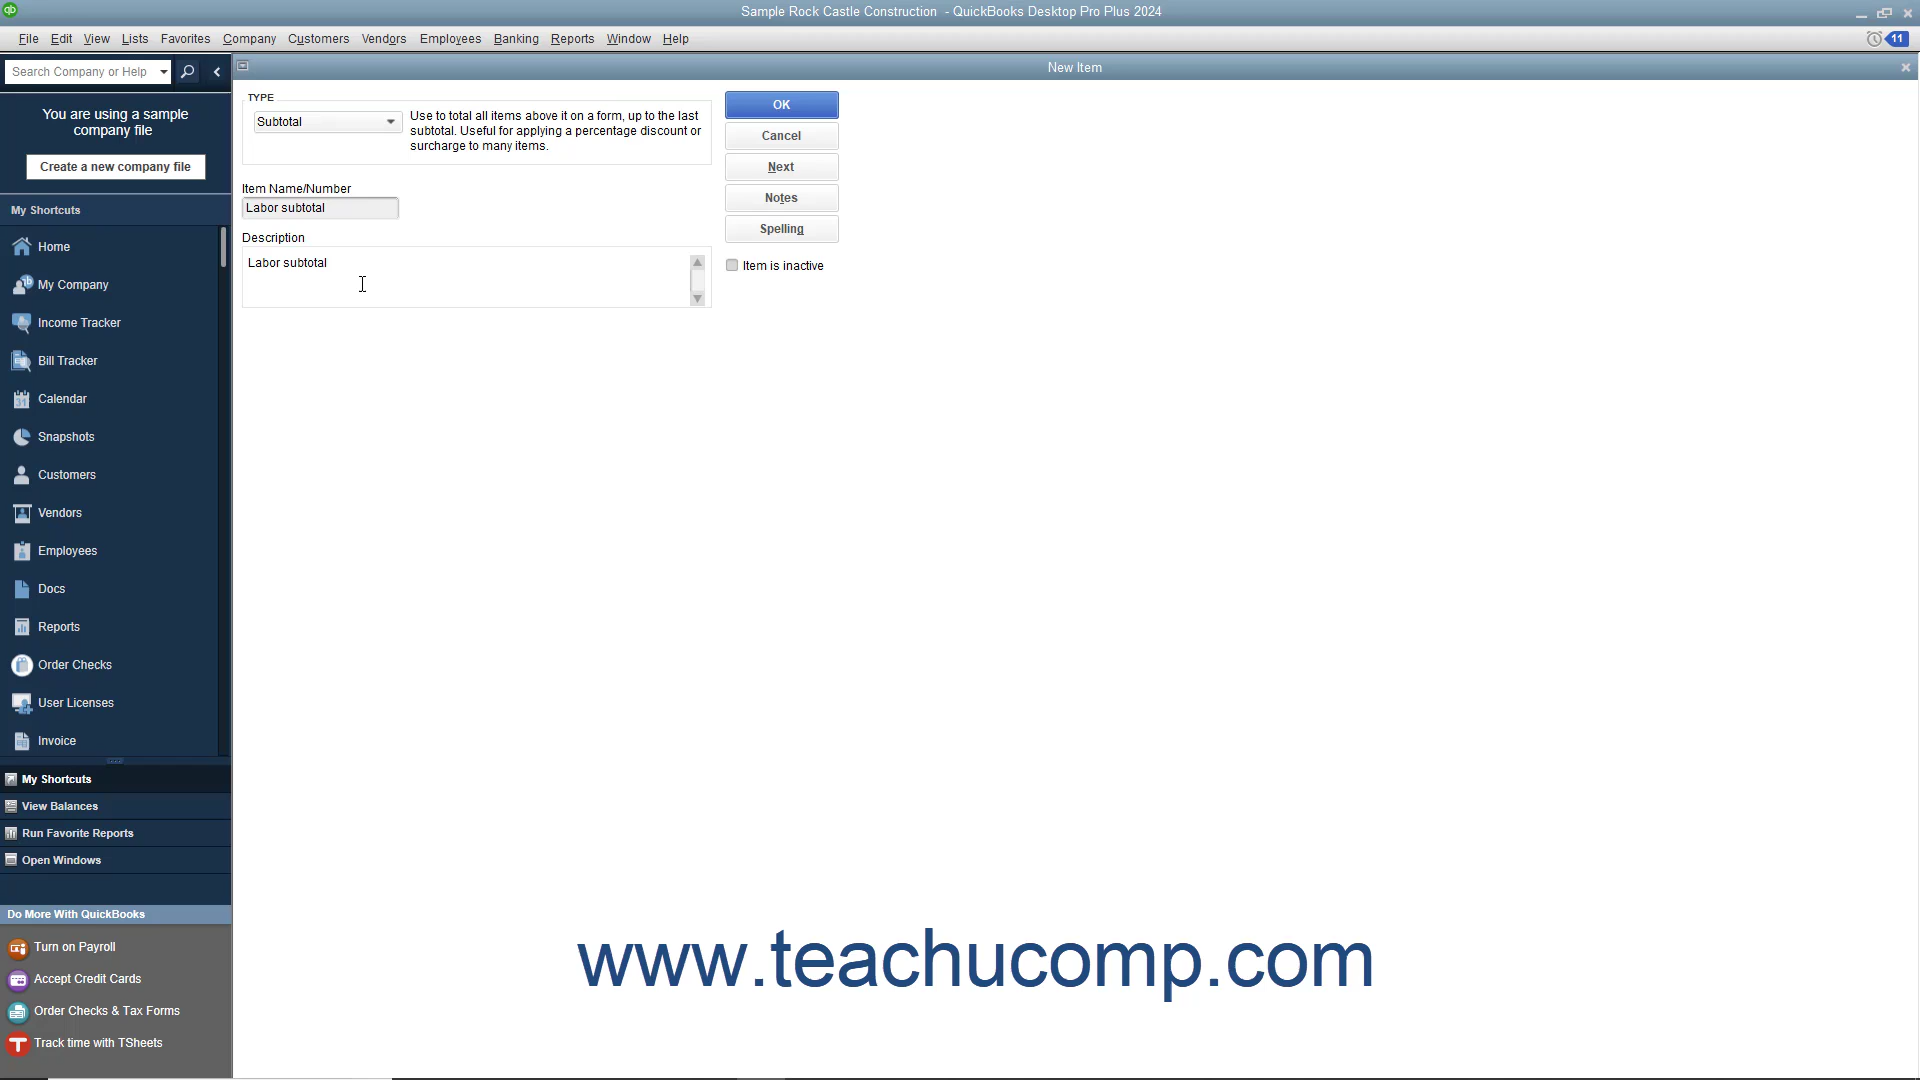 qb
Sample Rock Castle Construction - QuickBooks Desktop Pro Plus 2024
File Edit View Lists Favorites Company Customers Vendors Employees Banking Reports Window Help
11
Search Company or Help
New Item
You are using a sample
company file
Create a new company file
My Shortcuts
Home
My Company
Income Tracker
Bill Tracker
Calendar
Snapshots
Customers
Vendors
Employees
Docs
Reports
Order Checks
User Licenses
Invoice
My Shortcuts
View Balances
Run Favorite Reports
Open Windows
Do More With QuickBooks
Turn on Payroll
Accept Credit Cards
Order Checks & Tax Forms
Track time with TSheets
TYPE
Subtotal
Use to total all items above it on a form, up to the last
subtotal. Useful for applying a percentage discount or
surcharge to many items.
Item Name/Number
Labor subtotal
Description
Labor subtotal
OK
Cancel
Next
Notes
Spelling
Item is inactive
www.teachucomp.com